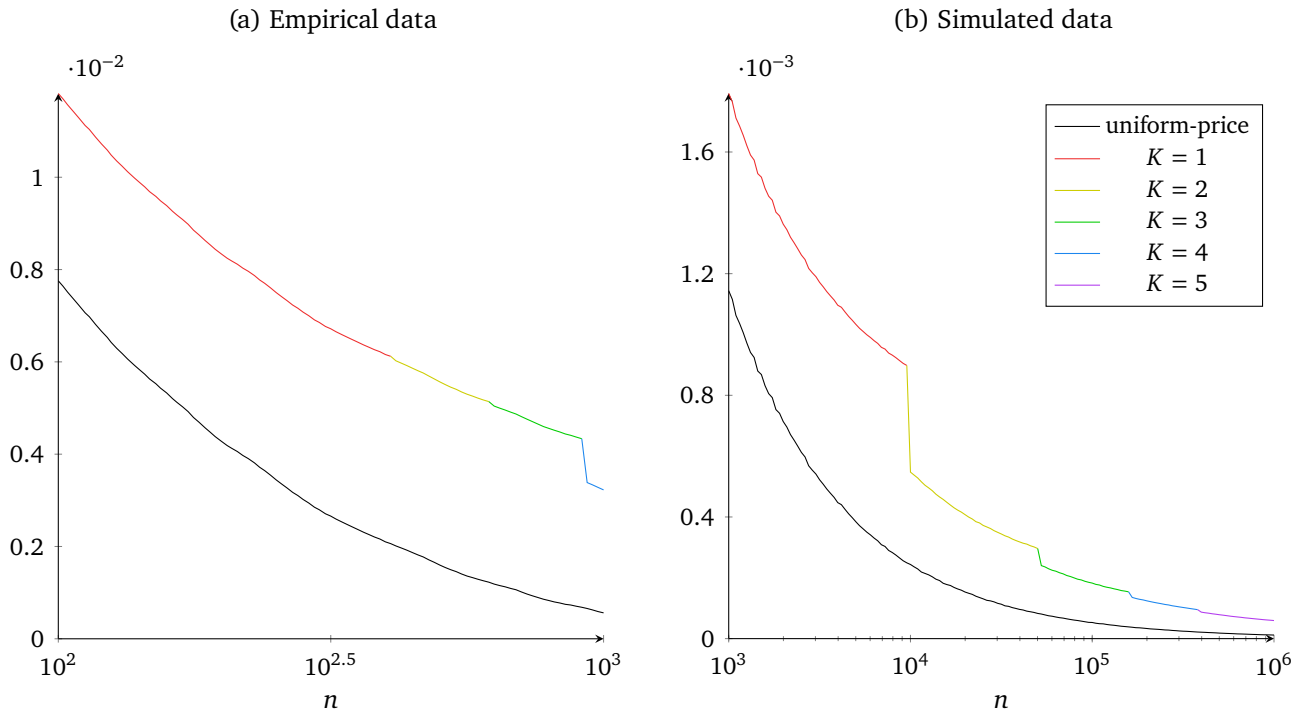 (a) Empirical data
·10⁻²
1
0.8
0.6
0.4
0.2
0
10²
10²·⁵
10³
n
(b) Simulated data
·10⁻³
1.6
1.2
0.8
0.4
0
10³
10⁴
10⁵
10⁶
n
uniform-price
K = 1
K = 2
K = 3
K = 4
K = 5